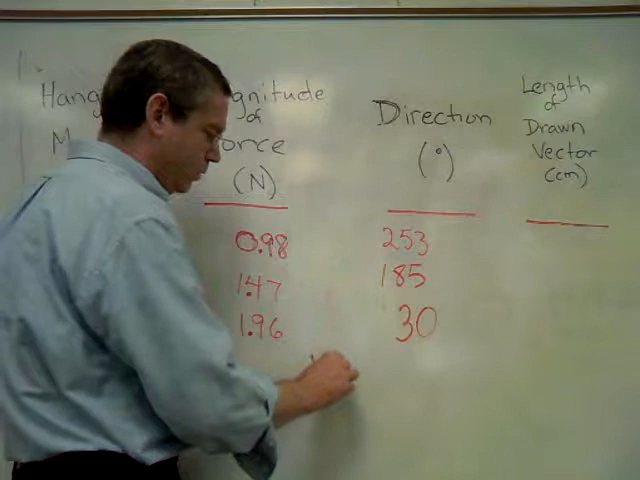 Hang
M
gnitude
of
orce
(N)
Direction
(°)
Length
of
Drawn
Vector
(cm)
0.98 253
1.47 185
1.96 30